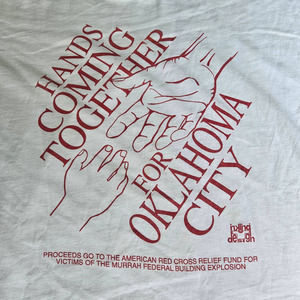 HANDS
COMING
TOGETHER
FOR
OKLAHOMA
CITY
PROCEEDS GO TO THE AMERICAN RED CROSS RELIEF FUND FOR
VICTIMS OF THE MURRAH FEDERAL BUILDING EXPLOSION